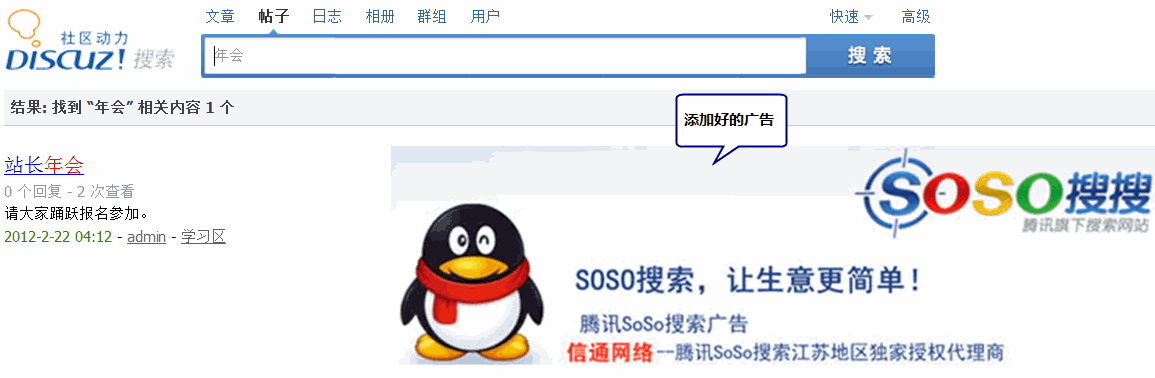 文章 帖子 日志 相册 群组 用户 快速 高级
社区动力
DISCUZ! 搜索
年会 搜索
结果: 找到 “年会” 相关内容 1 个
添加好的广告
站长年会
0 个回复 - 2 次查看
请大家踊跃报名参加。
2012-2-22 04:12 - admin - 学习区
SOSO搜搜
腾讯旗下搜索网站
SOSO搜索，让生意更简单！
腾讯SoSo搜索广告
信通网络--腾讯SoSo搜索江苏地区独家授权代理商